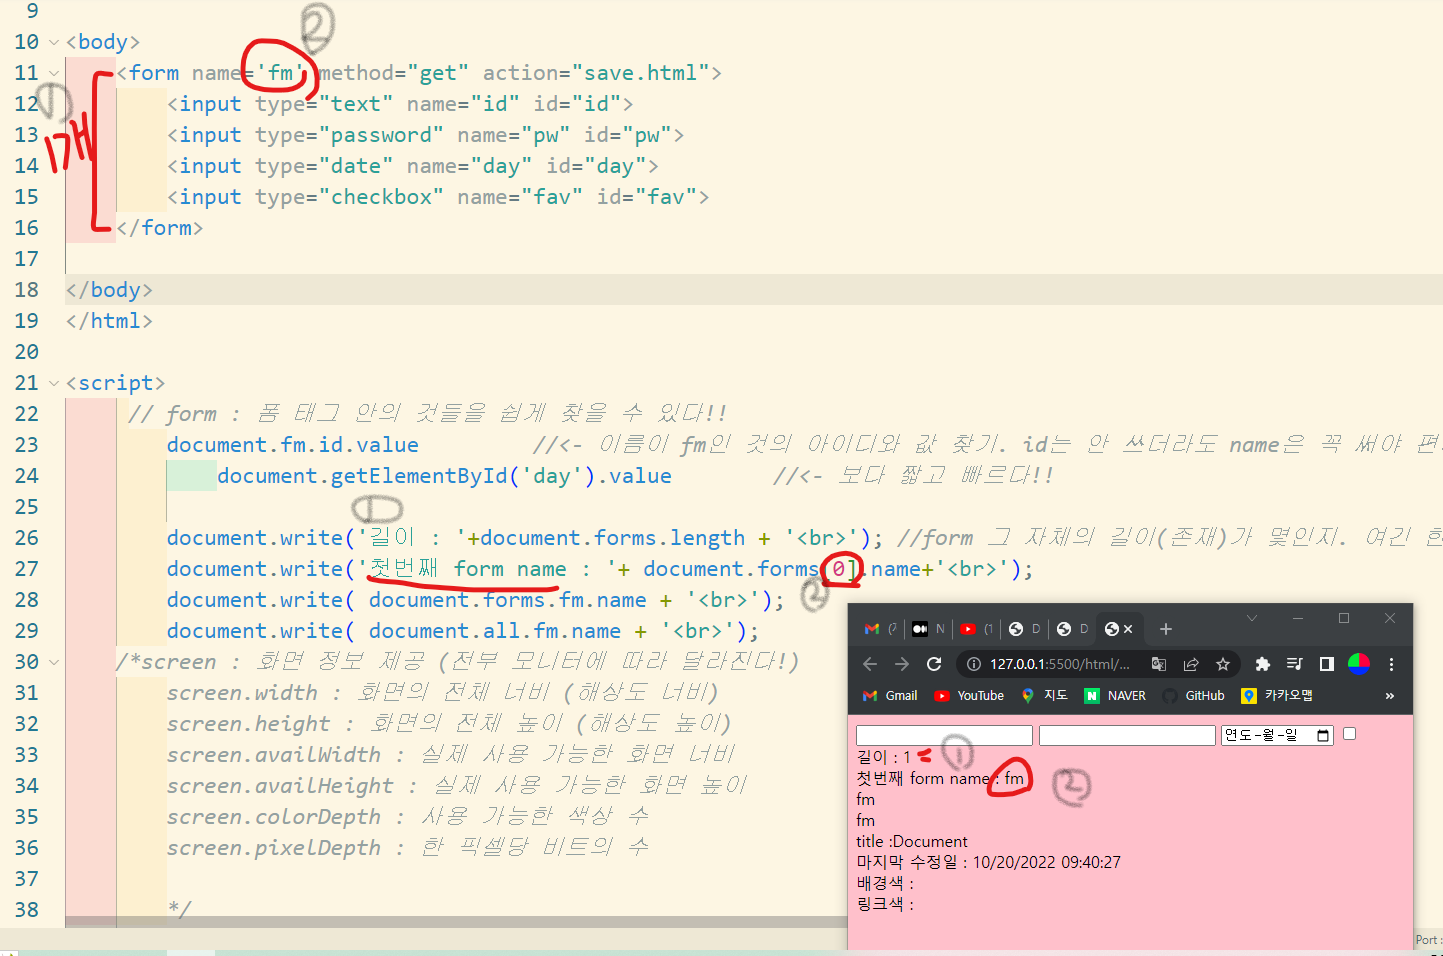 ②
9
10 <body>
11 <form name='fm' method="get" action="save.html">
① 12 <input type="text" name="id" id="id">
1개
13 <input type="password" name="pw" id="pw">
14 <input type="date" name="day" id="day">
15 <input type="checkbox" name="fav" id="fav">
16 </form>
17
18 </body>
19 </html>
20
21 <script>
22 // form : 폼 태그 안의 것들을 쉽게 찾을 수 있다!!
23 document.fm.id.value //<- 이름이 fm인 것의 아이디와 값 찾기. id는 안 쓰더라도 name은 꼭 써야 편
24 document.getElementById('day').value //<- 보다 짧고 빠르다!!
25
①
26 document.write('길이 : '+document.forms.length + '<br>'); //form 그 자체의 길이(존재)가 몇인지. 여긴 한
27 document.write('첫번째 form name : '+ document.forms[0].name+'<br>');
②
28 document.write( document.forms.fm.name + '<br>');
29 document.write( document.all.fm.name + '<br>');
30 /*screen : 화면 정보 제공 (전부 모니터에 따라 달라진다!)
31 screen.width : 화면의 전체 너비 (해상도 너비)
32 screen.height : 화면의 전체 높이 (해상도 높이)
33 screen.availWidth : 실제 사용 가능한 화면 너비
34 screen.availHeight : 실제 사용 가능한 화면 높이
35 screen.colorDepth : 사용 가능한 색상 수
36 screen.pixelDepth : 한 픽셀당 비트의 수
37
38 */
N (1 D D
127.0.0.1:5500/html/...
Gmail YouTube 지도 NAVER GitHub 카카오맵 »
연도-월-일
길이 : 1 ①
첫번째 form name : fm ②
fm
fm
title :Document
마지막 수정일 : 10/20/2022 09:40:27
배경색 :
링크색 :
Port :